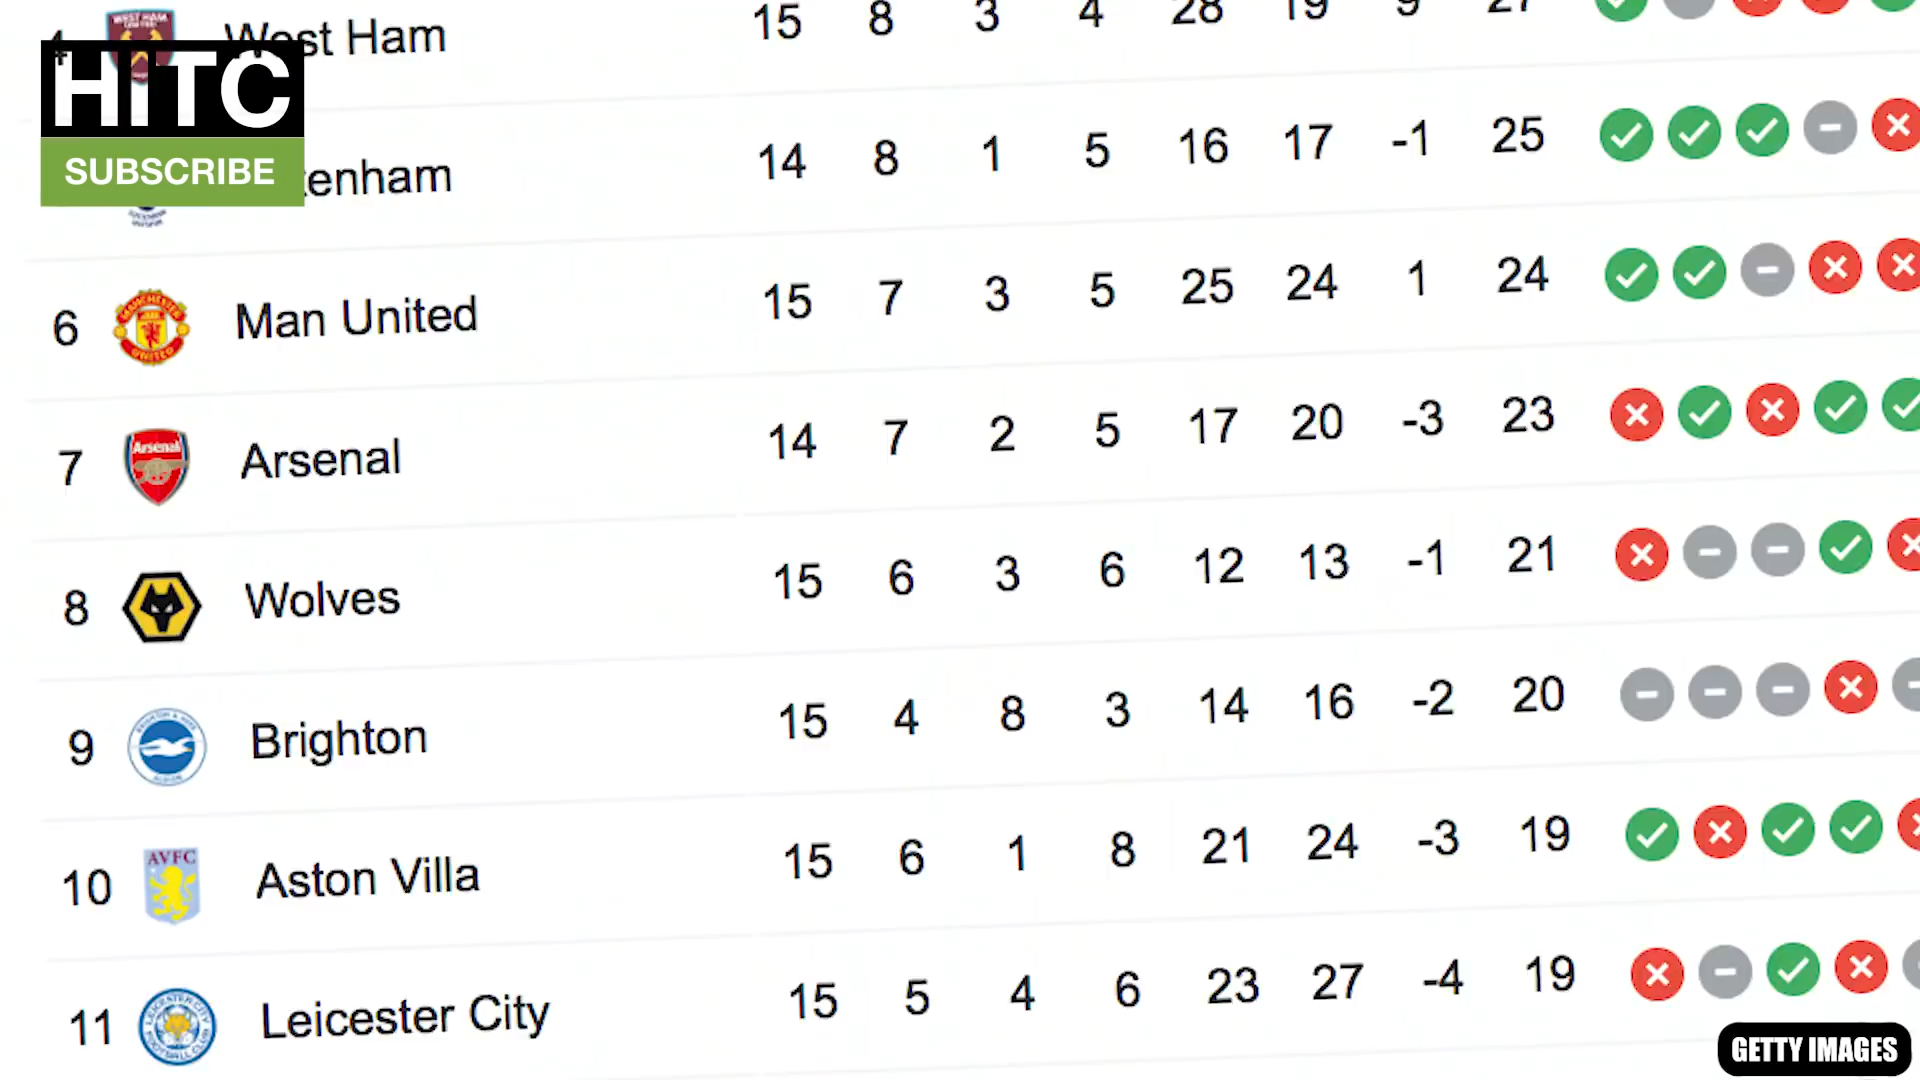 4 West Ham 15 8 3 4 28 19 9 27
HITC
SUBSCRIBE
tenham 14 8 1 5 16 17 -1 25
6 Man United 15 7 3 5 25 24 1 24
7 Arsenal 14 7 2 5 17 20 -3 23
8 Wolves 15 6 3 6 12 13 -1 21
9 Brighton 15 4 8 3 14 16 -2 20
10 AVFC Aston Villa 15 6 1 8 21 24 -3 19
11 Leicester City 15 5 4 6 23 27 -4 19
GETTY IMAGES